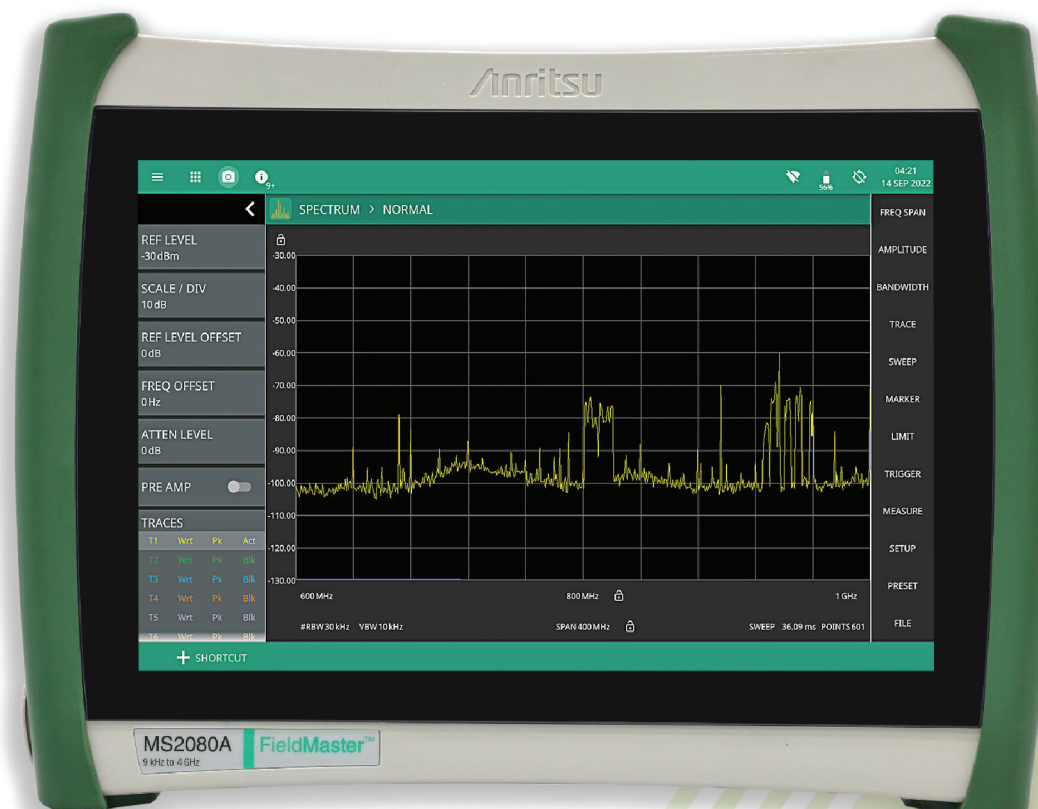 Anritsu
9+
56%
04:21
14 SEP 2022
SPECTRUM > NORMAL
REF LEVEL
-30 dBm
SCALE / DIV
10 dB
REF LEVEL OFFSET
0 dB
FREQ OFFSET
0 Hz
ATTEN LEVEL
0 dB
PRE AMP
TRACES
T1 Wrt Pk Act
T2 Wrt Pk Blk
T3 Wrt Pk Blk
T4 Wrt Pk Blk
T5 Wrt Pk Blk
T6 Wrt Pk Blk
-30.00
-40.00
-50.00
-60.00
-70.00
-80.00
-90.00
-100.00
-110.00
-120.00
-130.00
600 MHz 800 MHz 1 GHz
#RBW 30 kHz VBW 10 kHz SPAN 400 MHz SWEEP 36.09 ms POINTS 601
FREQ SPAN
AMPLITUDE
BANDWIDTH
TRACE
SWEEP
MARKER
LIMIT
TRIGGER
MEASURE
SETUP
PRESET
FILE
+ SHORTCUT
MS2080A FieldMaster™
9 kHz to 4 GHz